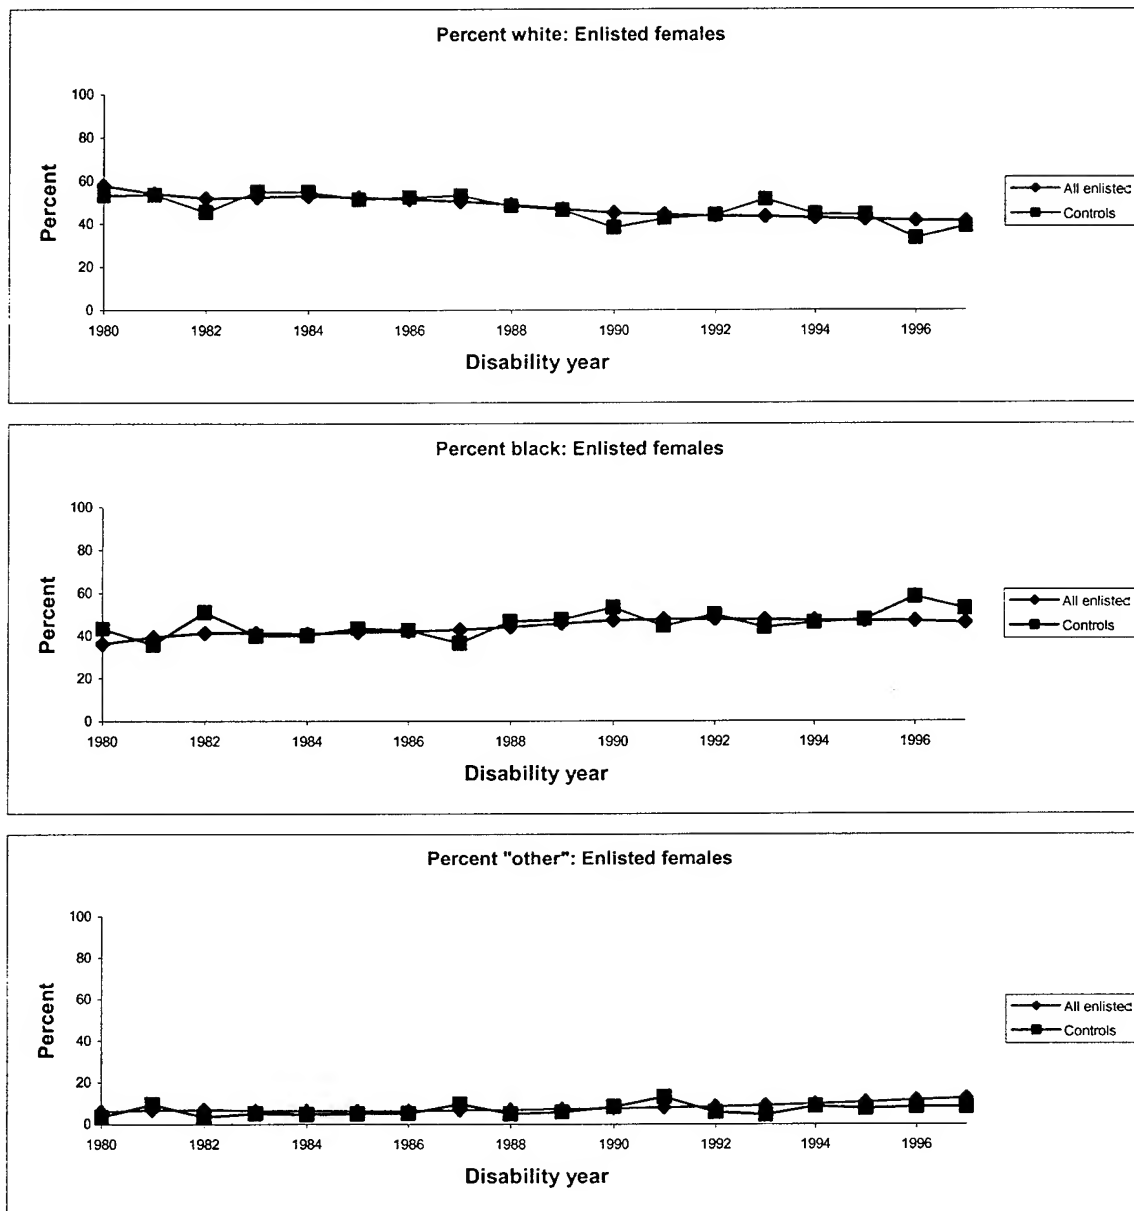 Percent white: Enlisted females
100
80
60
40
20
0
Percent
1980 1982 1984 1986 1988 1990 1992 1994 1996
Disability year
All enlisted
Controls
Percent black: Enlisted females
100
80
60
40
20
0
Percent
1980 1982 1984 1986 1988 1990 1992 1994 1996
Disability year
All enlisted
Controls
Percent "other": Enlisted females
100
80
60
40
20
0
Percent
1980 1982 1984 1986 1988 1990 1992 1994 1996
Disability year
All enlisted
Controls